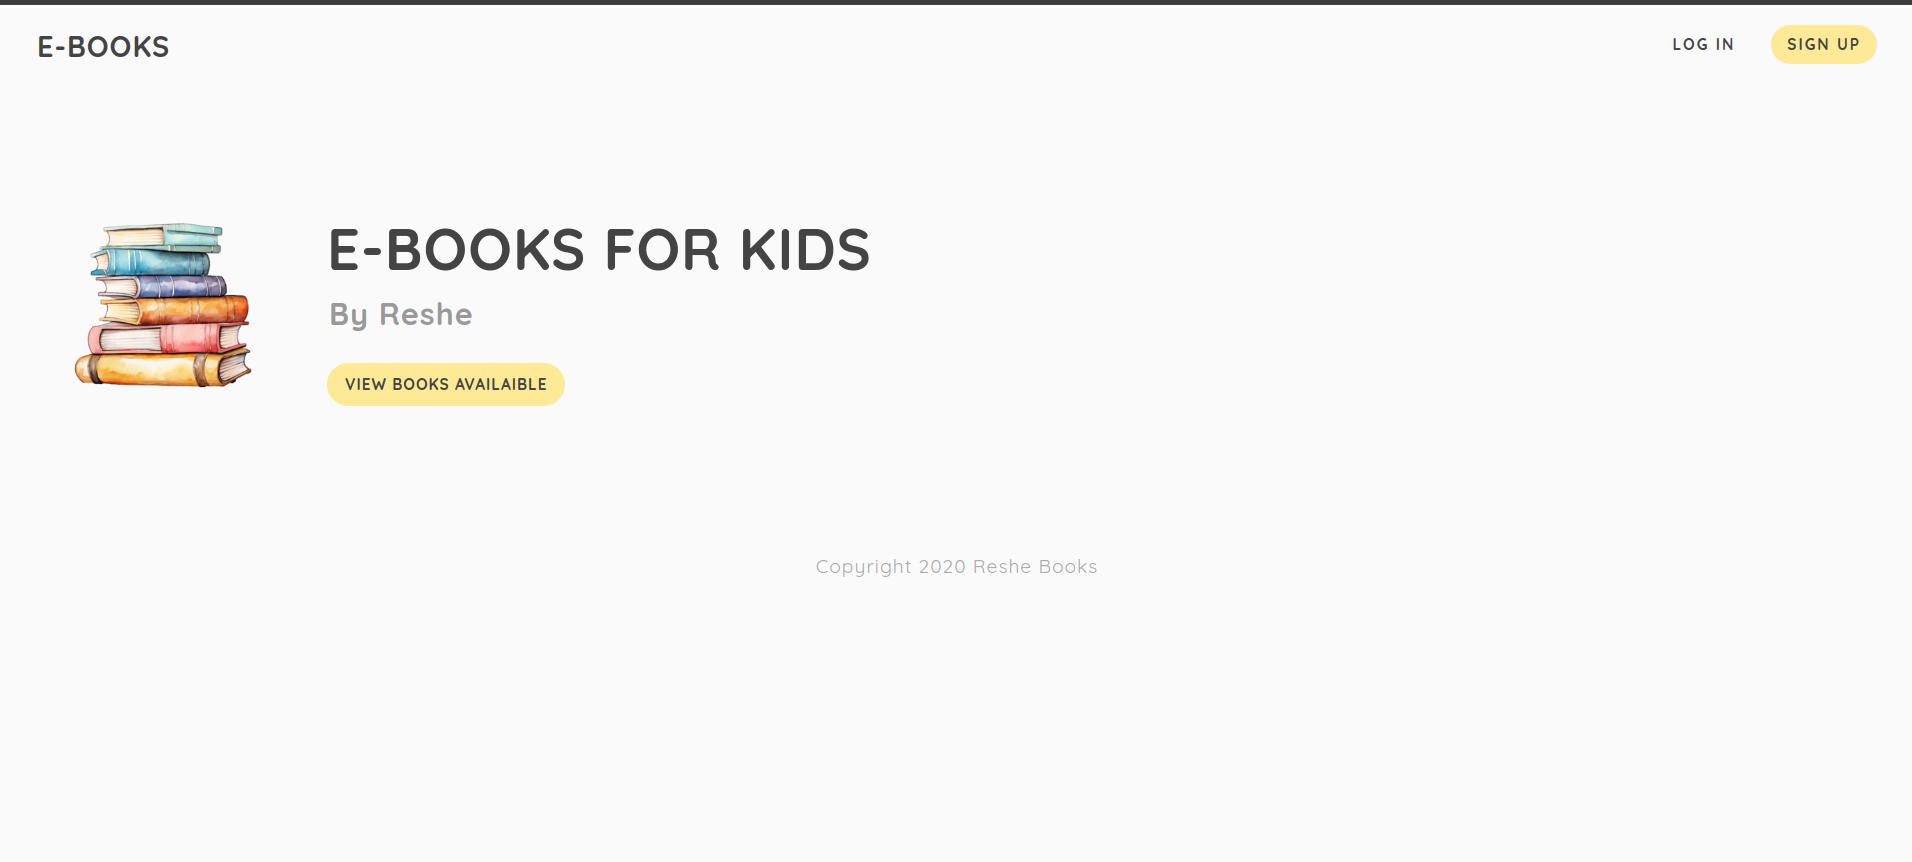 E-BOOKS
LOG IN
SIGN UP
E-BOOKS FOR KIDS
By Reshe
VIEW BOOKS AVAILAIBLE
Copyright 2020 Reshe Books